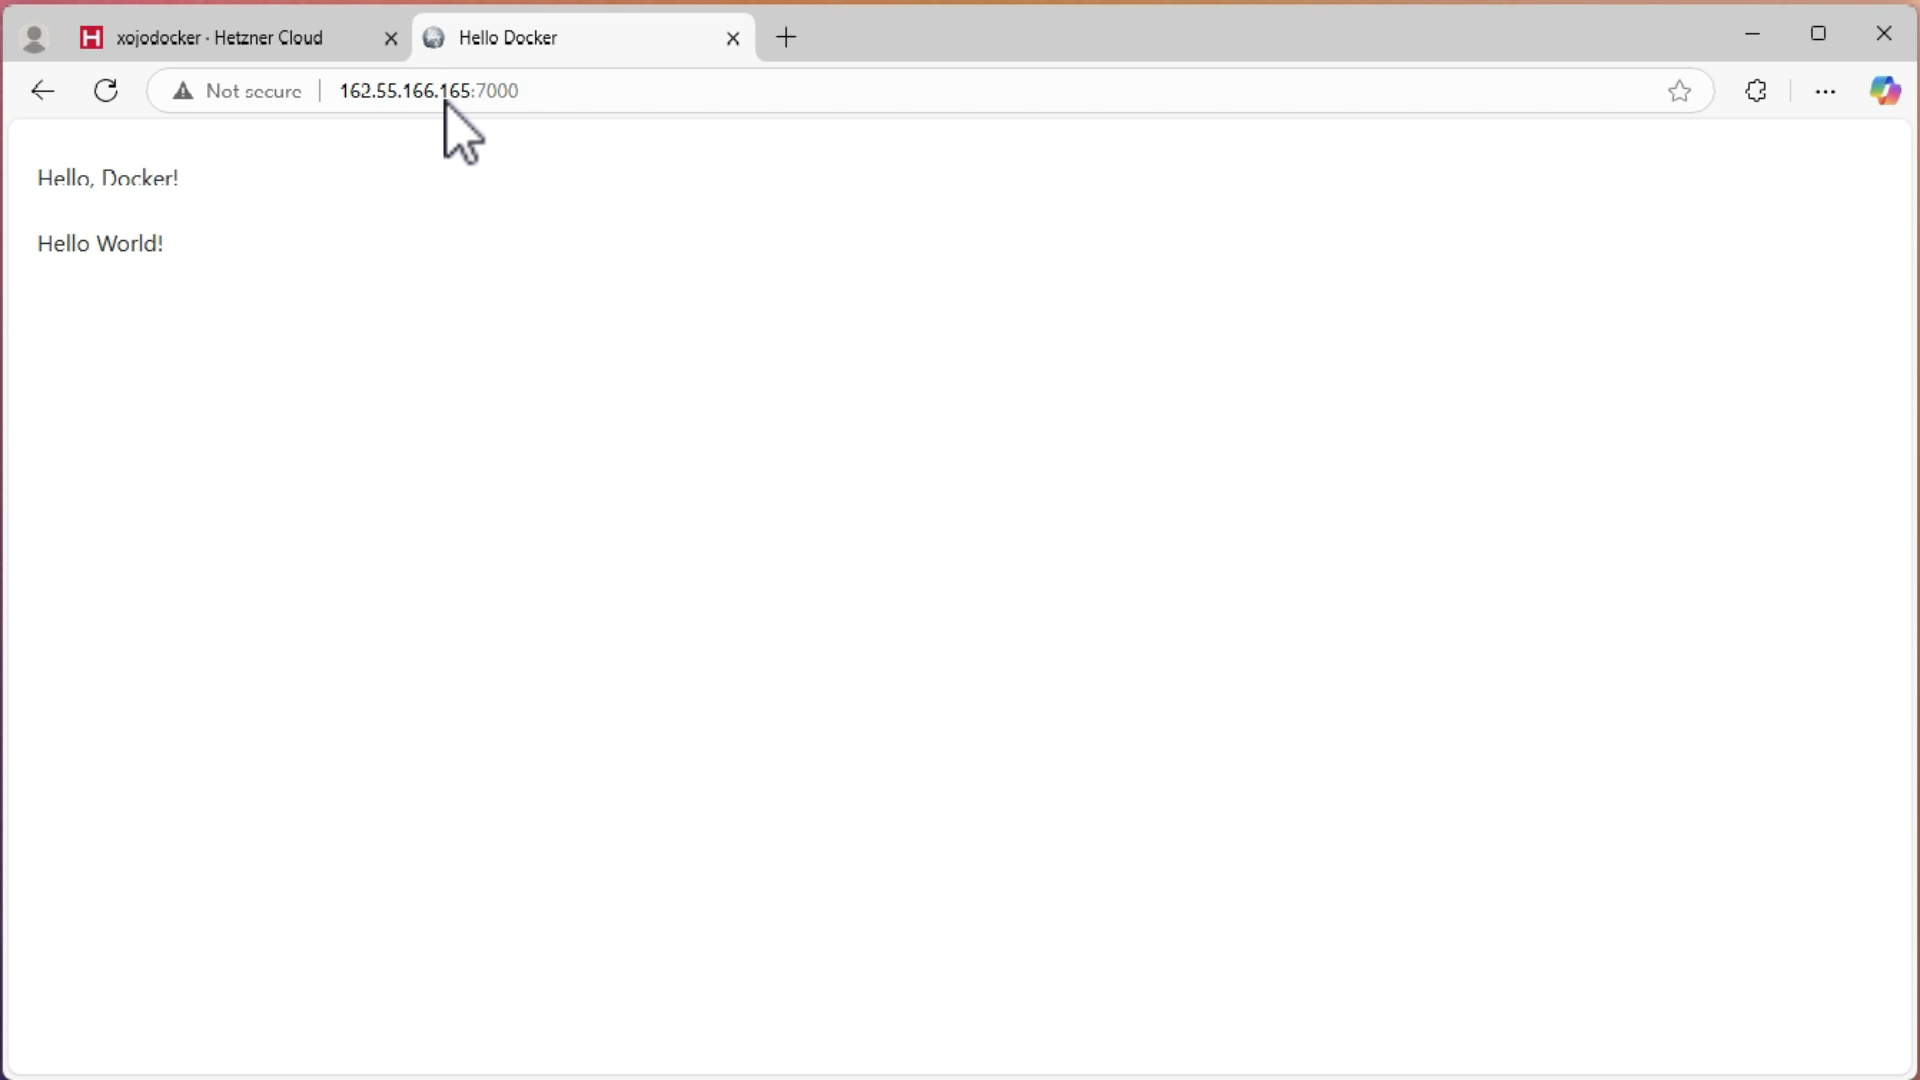 xojodocker · Hetzner Cloud
Hello Docker
Not secure
162.55.166.165:7000
Hello, Docker!
Hello World!